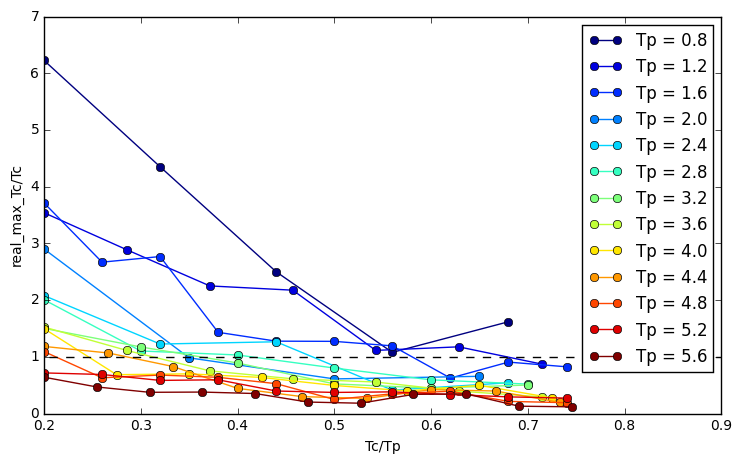 7
6
5
4
3
2
1
0
real_max_Tc/Tc
0.2 0.3 0.4 0.5 0.6 0.7 0.8 0.9
Tc/Tp
Tp = 0.8
Tp = 1.2
Tp = 1.6
Tp = 2.0
Tp = 2.4
Tp = 2.8
Tp = 3.2
Tp = 3.6
Tp = 4.0
Tp = 4.4
Tp = 4.8
Tp = 5.2
Tp = 5.6